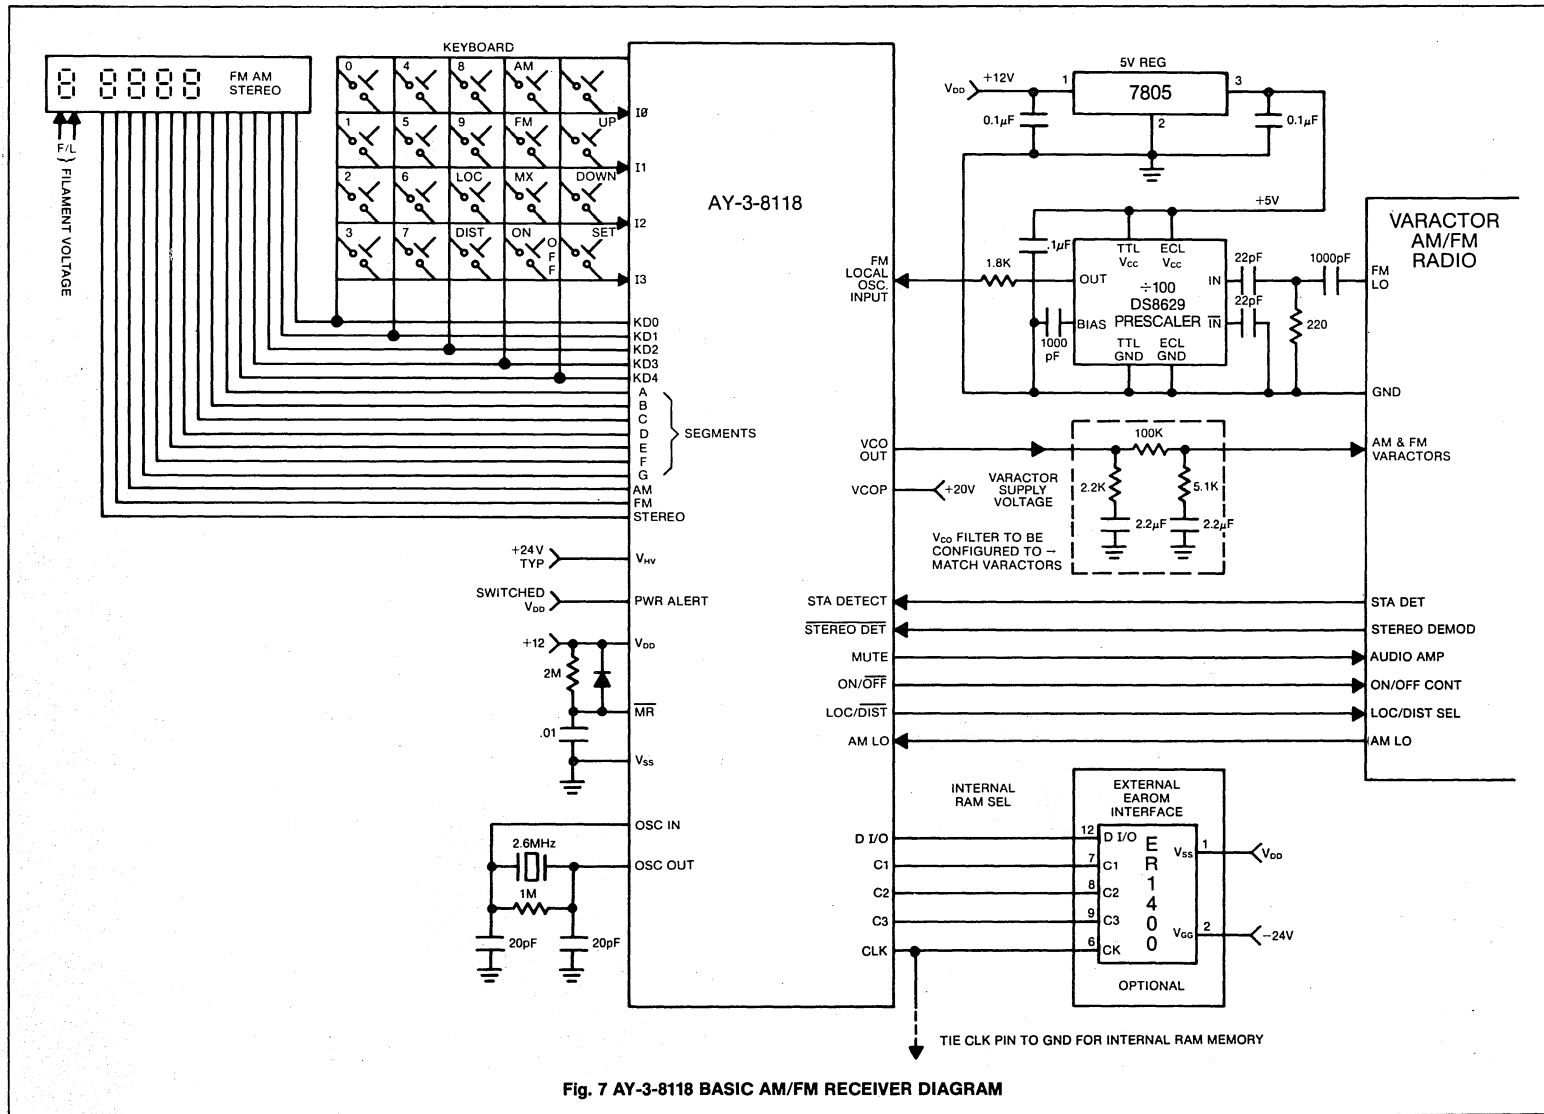 FM AM
STEREO
F/L
FILAMENT VOLTAGE
KEYBOARD
0 4 8 AM
1 5 9 FM UP
2 6 LOC MX DOWN
3 7 DIST ON OFF SET
IØ
I1
I2
I3
KD0
KD1
KD2
KD3
KD4
A
B
C
D
E
F
G
SEGMENTS
AM
FM
STEREO
+24V
TYP
VHV
SWITCHED
VDD
PWR ALERT
+12
VDD
2M
MR
.01
VSS
OSC IN
2.6MHz
OSC OUT
1M
20pF
20pF
AY-3-8118
FM
LOCAL
OSC.
INPUT
VCO
OUT
VCOP
STA DETECT
STEREO DET
MUTE
ON/OFF
LOC/DIST
AM LO
D I/O
C1
C2
C3
CLK
5V REG
VDD
+12V
1
7805
3
2
0.1μF
0.1μF
+5V
.1μF
1.8K
TTL
VCC
ECL
VCC
OUT
IN
÷100
DS8629
PRESCALER
BIAS
IN
TTL
GND
ECL
GND
1000
pF
22pF
22pF
1000pF
220
VARACTOR
AM/FM
RADIO
FM
LO
GND
AM & FM
VARACTORS
STA DET
STEREO DEMOD
AUDIO AMP
ON/OFF CONT
LOC/DIST SEL
AM LO
+20V
VARACTOR
SUPPLY
VOLTAGE
100K
2.2K
5.1K
2.2μF
2.2μF
VCO FILTER TO BE
CONFIGURED TO →
MATCH VARACTORS
INTERNAL
RAM SEL
EXTERNAL
EAROM
INTERFACE
12 D I/O
7 C1
8 C2
9 C3
6 CK
ER1400
VSS 1
VDD
VGG 2
−24V
OPTIONAL
TIE CLK PIN TO GND FOR INTERNAL RAM MEMORY
Fig. 7 AY-3-8118 BASIC AM/FM RECEIVER DIAGRAM